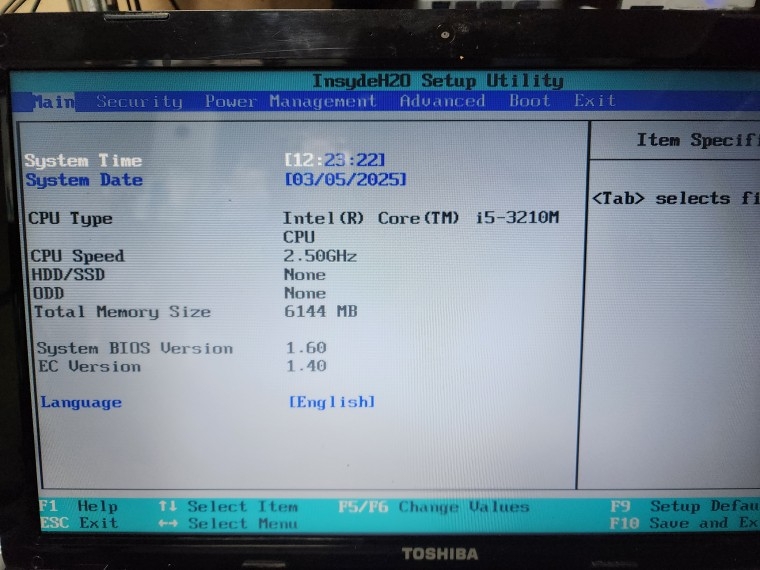 InsydeH2O Setup Utility
Main Security Power Management Advanced Boot Exit
Item Specifi
System Time [12:23:22]
System Date [03/05/2025]
<Tab> selects fi
CPU Type Intel(R) Core(TM) i5-3210M
CPU
CPU Speed 2.50GHz
HDD/SSD None
ODD None
Total Memory Size 6144 MB
System BIOS Version 1.60
EC Version 1.40
Language [English]
F1 Help ↑↓ Select Item F5/F6 Change Values F9 Setup Defau
ESC Exit ↔ Select Menu F10 Save and Ex
TOSHIBA